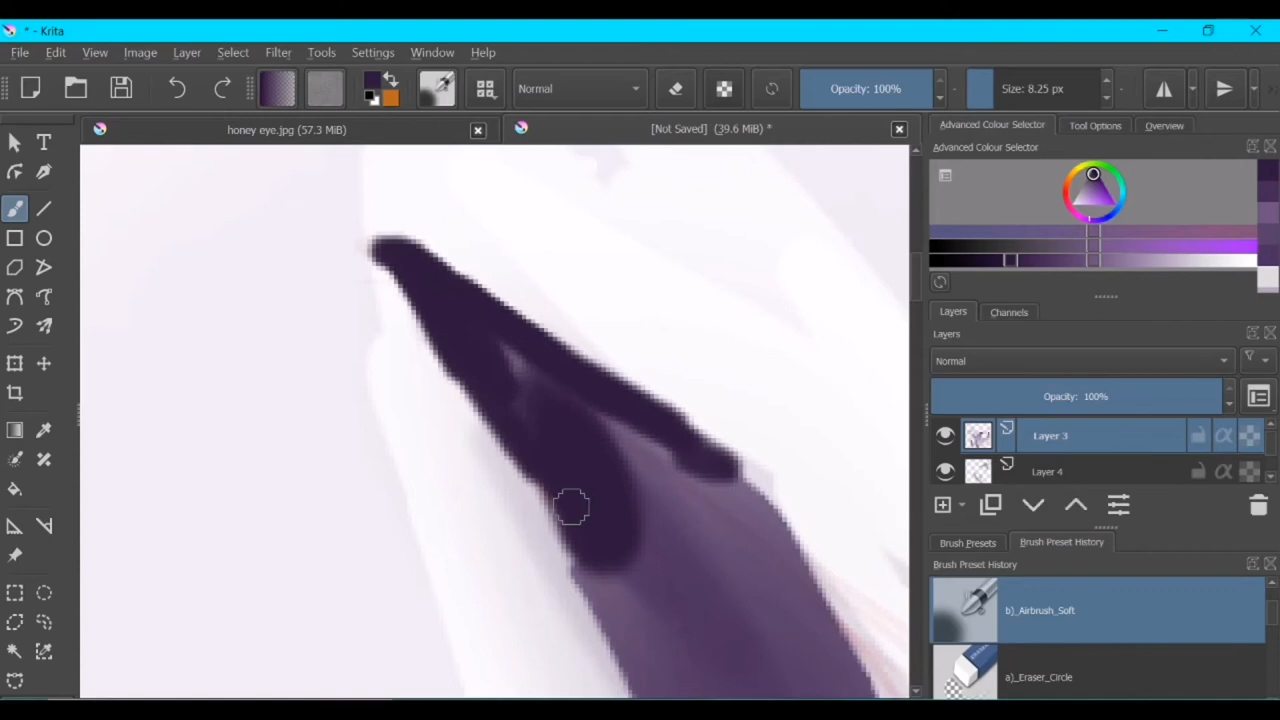 * - Krita
File Edit View Image Layer Select Filter Tools Settings Window Help
Normal Opacity: 100% Size: 8.25 px
honey eye.jpg (57.3 MiB) [Not Saved] (39.6 MiB) *
Advanced Colour Selector Tool Options Overview
Advanced Colour Selector
Layers Channels
Layers
Normal
Opacity: 100%
Layer 3
Layer 4
Brush Presets Brush Preset History
Brush Preset History
b)_Airbrush_Soft
a)_Eraser_Circle